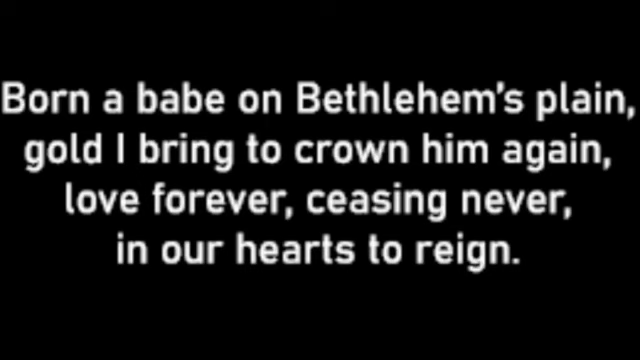 Born a babe on Bethlehem's plain,
gold I bring to crown him again,
love forever, ceasing never,
in our hearts to reign.